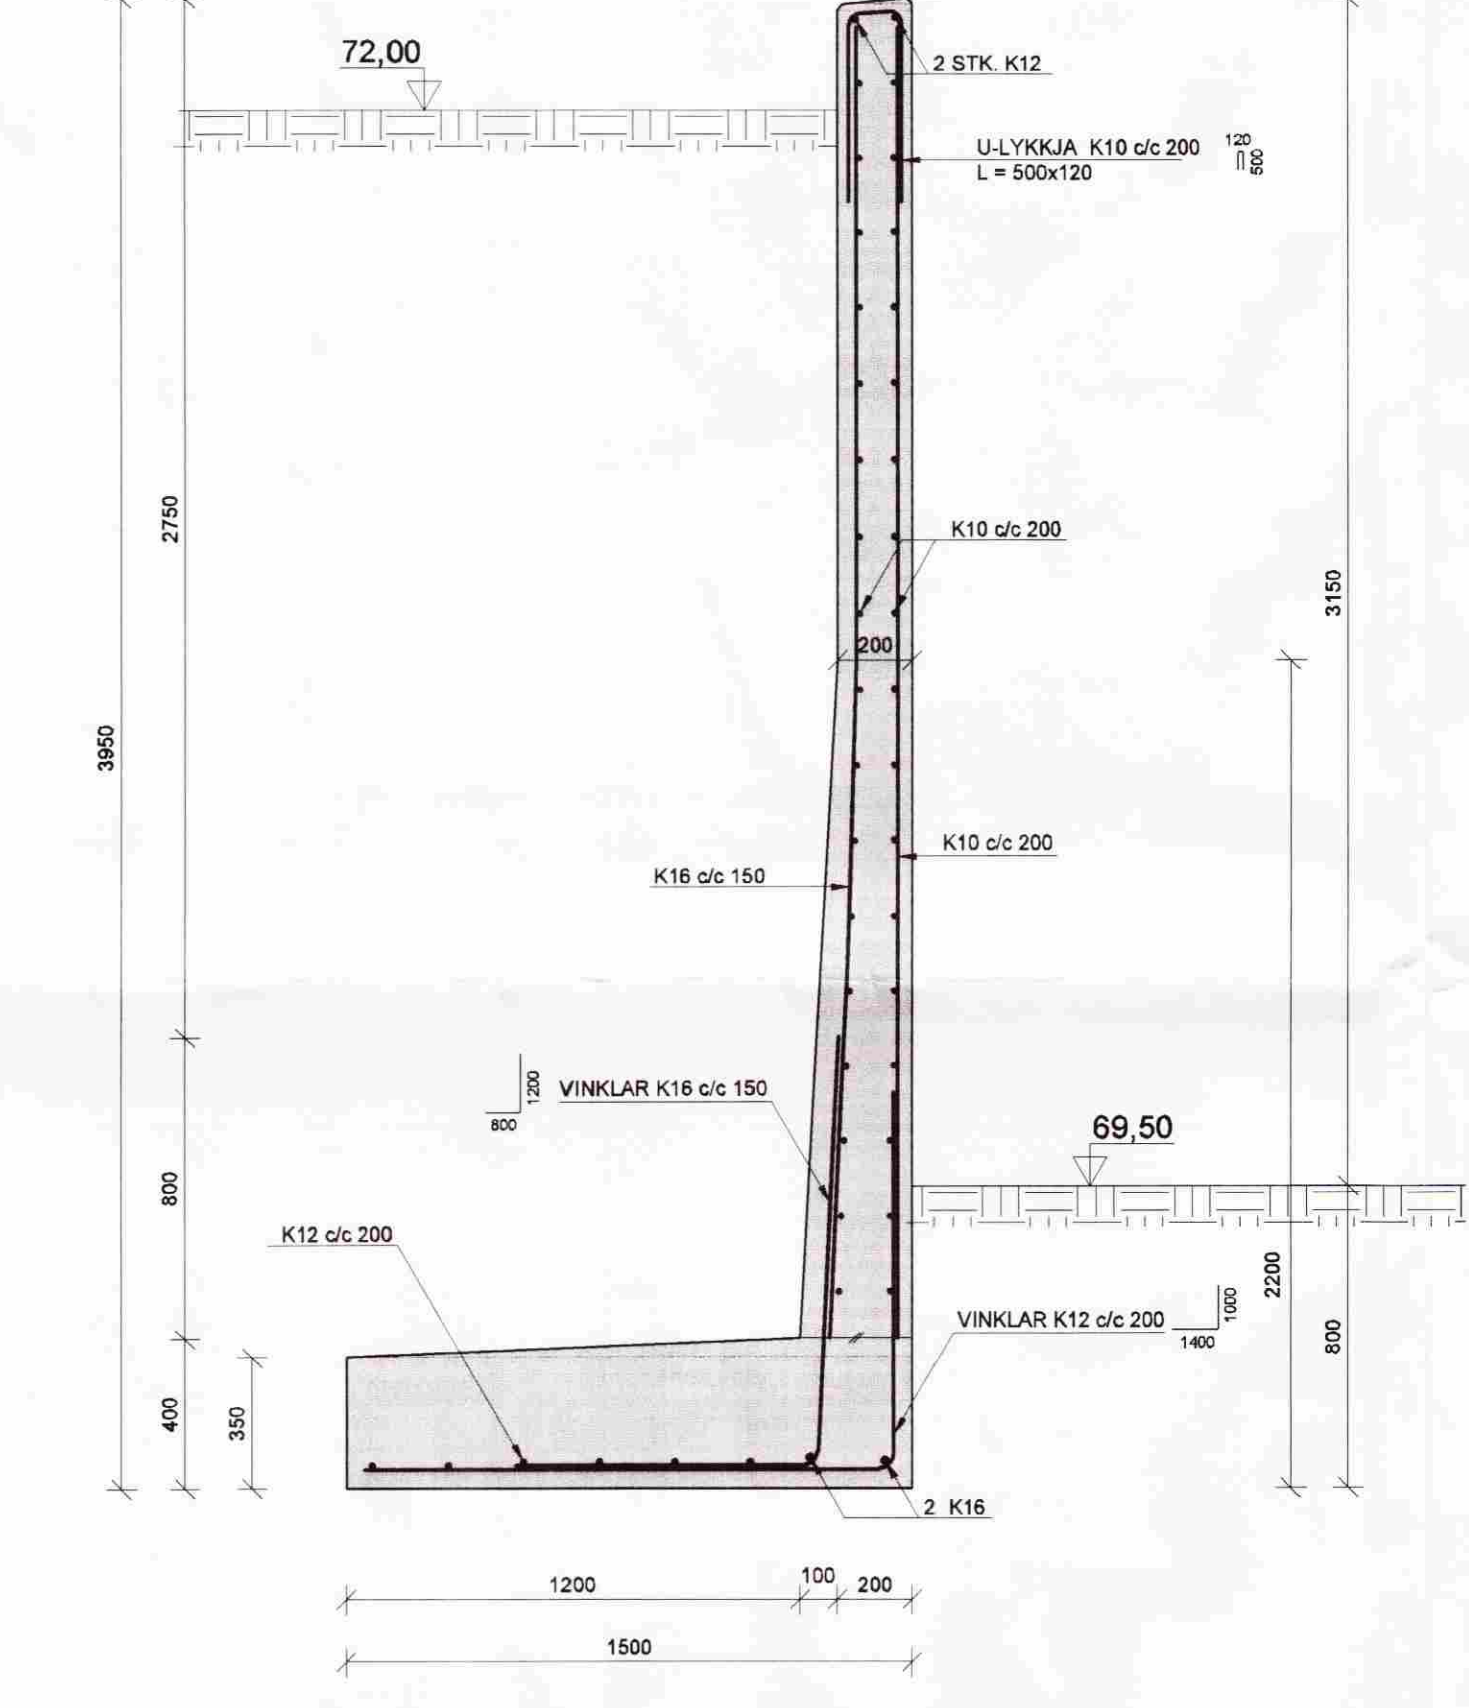 72,00
2 STK. K12
U-LYKKJA K10 c/c 200
L = 500x120
120
500
2750
K10 c/c 200
3150
200
3950
K10 c/c 200
K16 c/c 150
1200
800
VINKLAR K16 c/c 150
69,50
800
K12 c/c 200
2200
1000
VINKLAR K12 c/c 200
1400
800
400
350
2 K16
1200
100
200
1500